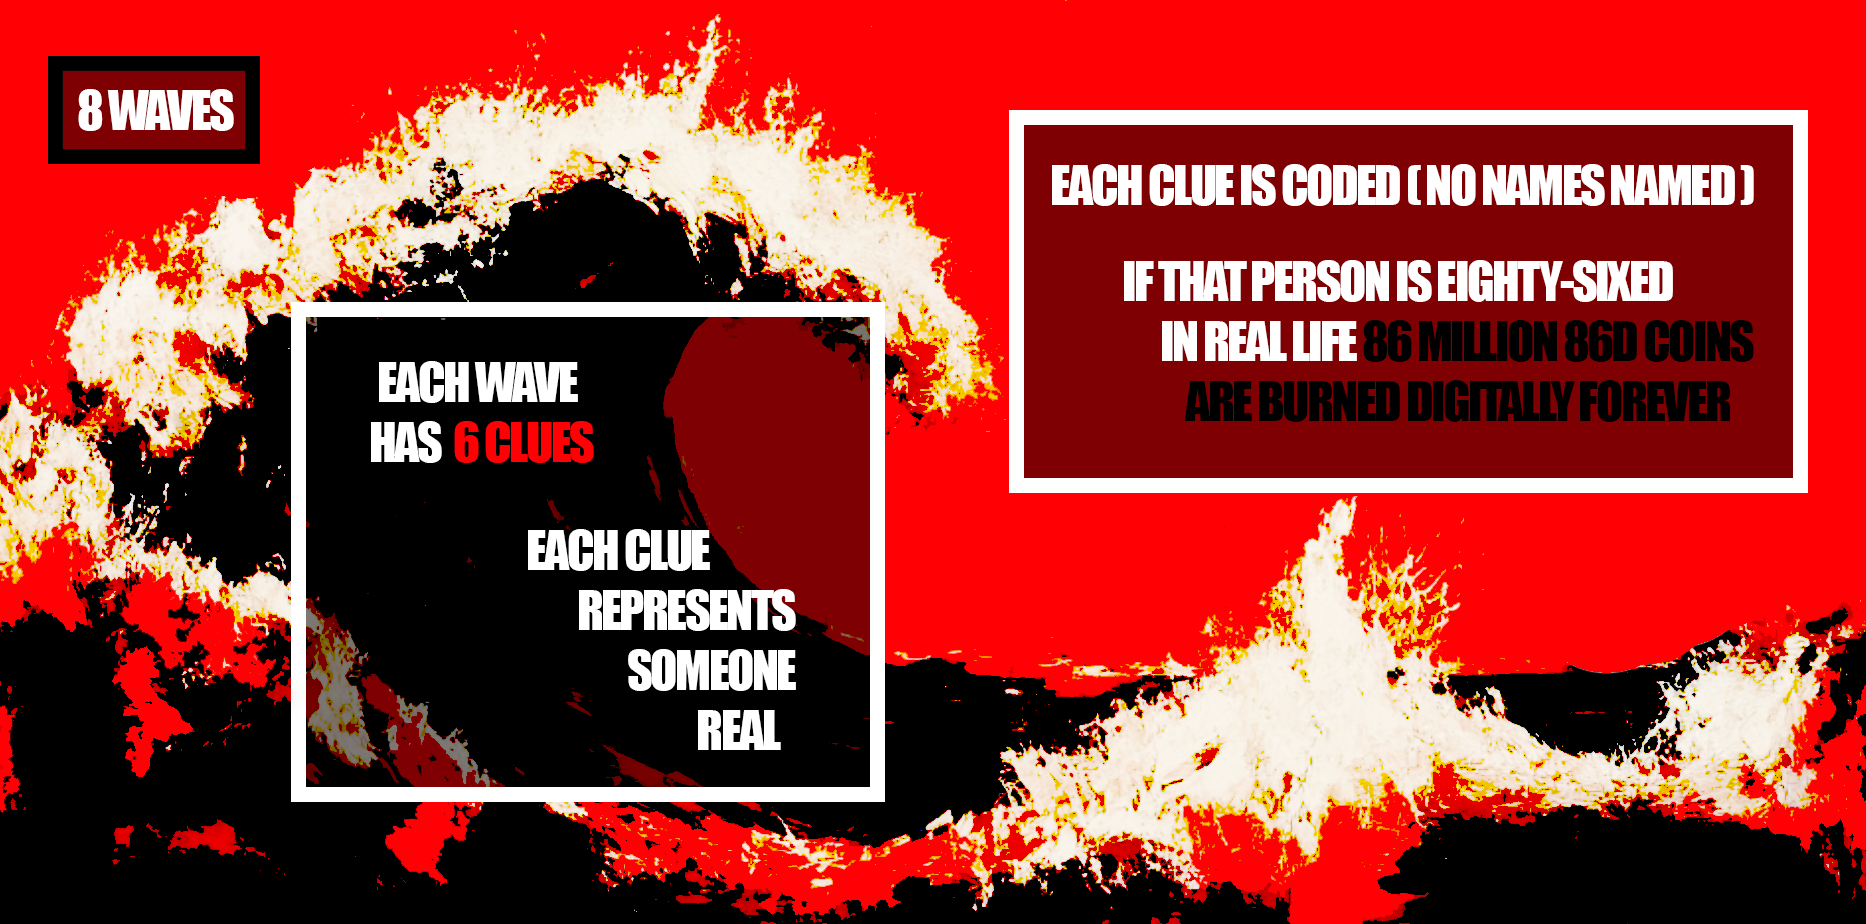 8 WAVES
EACH WAVE
HAS 6 CLUES
EACH CLUE
REPRESENTS
SOMEONE
REAL
EACH CLUE IS CODED ( NO NAMES NAMED )
IF THAT PERSON IS EIGHTY-SIXED
IN REAL LIFE 86 MILLION 86D COINS
ARE BURNED DIGITALLY FOREVER